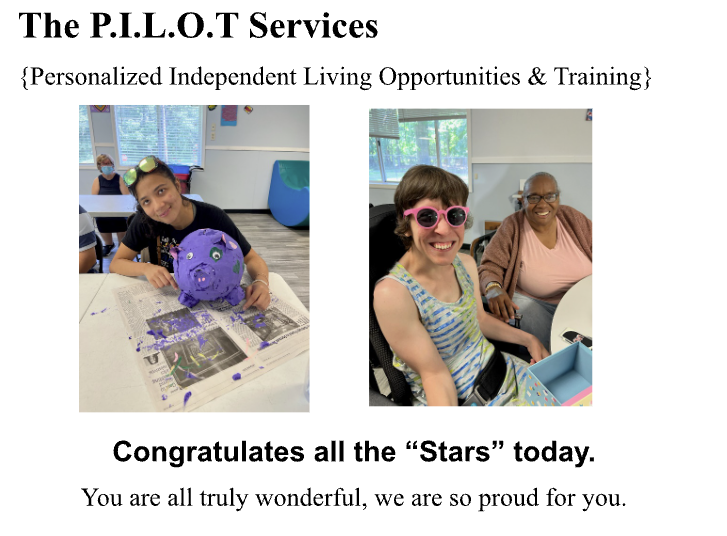 The P.I.L.O.T Services
{Personalized Independent Living Opportunities & Training}
Congratulates all the “Stars” today.
You are all truly wonderful, we are so proud for you.